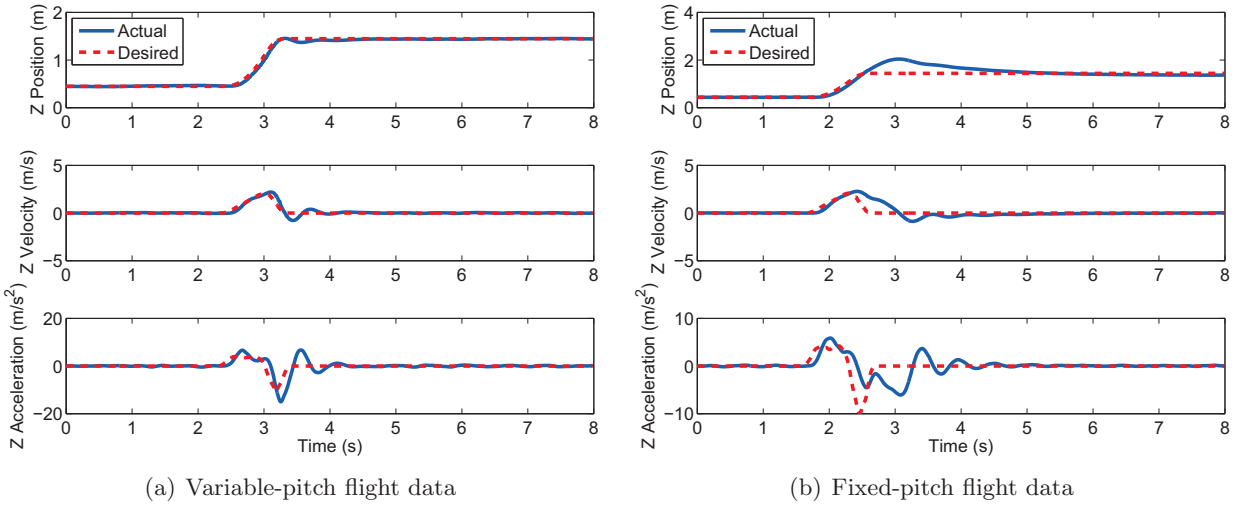 Actual
Desired
Z Position (m)
2
1
0
0 1 2 3 4 5 6 7 8
Z Velocity (m/s)
5
0
−5
0 1 2 3 4 5 6 7 8
Z Acceleration (m/s²)
20
0
−20
0 1 2 3 4 5 6 7 8
Time (s)
(a) Variable-pitch flight data
Actual
Desired
Z Position (m)
4
2
0
0 1 2 3 4 5 6 7 8
Z Velocity (m/s)
5
0
−5
0 1 2 3 4 5 6 7 8
Z Acceleration (m/s²)
10
0
−10
0 1 2 3 4 5 6 7 8
Time (s)
(b) Fixed-pitch flight data